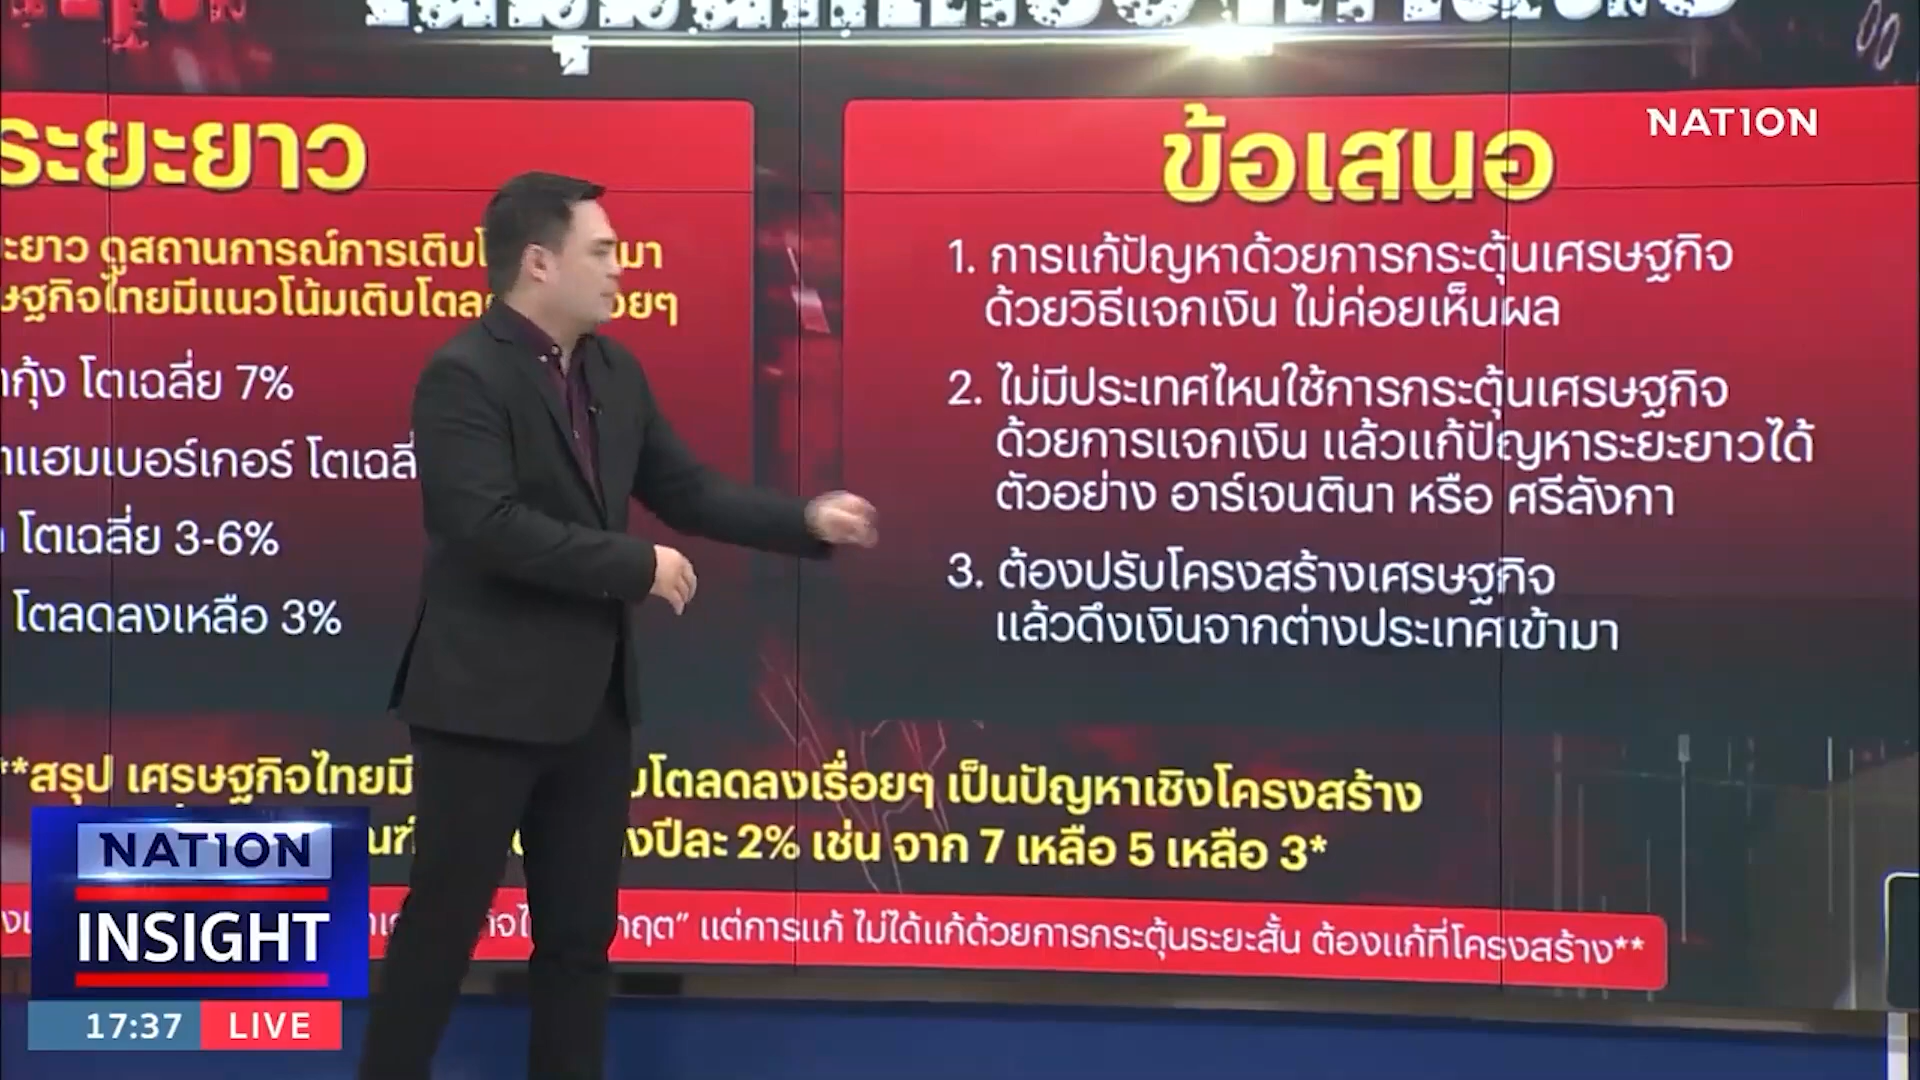 NATION
ระยะยาว
ะยาว ดูสถานการณ์การเติบโ มา
ษฐกิจไทยมีแนวโน้มเติบโตล อยๆ
กุ้ง โตเฉลี่ย 7%
แฮมเบอร์เกอร์ โตเฉลี่
โตเฉลี่ย 3-6%
โตลดลงเหลือ 3%
ข้อเสนอ
1. การแก้ปัญหาด้วยการกระตุ้นเศรษฐกิจ
ด้วยวิธีแจกเงิน ไม่ค่อยเห็นผล
2. ไม่มีประเทศไหนใช้การกระตุ้นเศรษฐกิจ
ด้วยการแจกเงิน แล้วแก้ปัญหาระยะยาวได้
ตัวอย่าง อาร์เจนตินา หรือ ศรีลังกา
3. ต้องปรับโครงสร้างเศรษฐกิจ
แล้วดึงเงินจากต่างประเทศเข้ามา
**สรุป เศรษฐกิจไทยมี โตลดลงเรื่อยๆ เป็นปัญหาเชิงโครงสร้าง
งปีละ 2% เช่น จาก 7 เหลือ 5 เหลือ 3*
กฤต” แต่การแก้ ไม่ได้แก้ด้วยการกระตุ้นระยะสั้น ต้องแก้ที่โครงสร้าง**
NATION
INSIGHT
17:37 LIVE